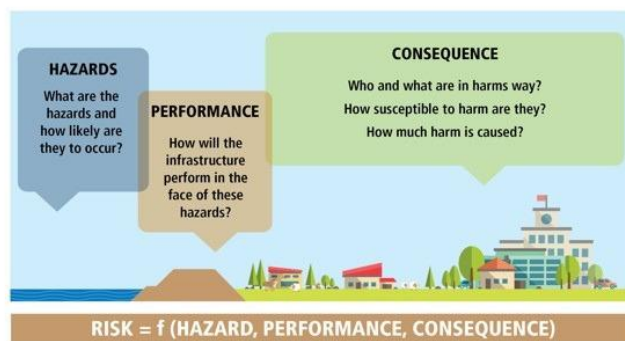 HAZARDS
What are the
hazards and
how likely are
they to occur?
PERFORMANCE
How will the
infrastructure
perform in the
face of these
hazards?
CONSEQUENCE
Who and what are in harms way?
How susceptible to harm are they?
How much harm is caused?
RISK = f (HAZARD, PERFORMANCE, CONSEQUENCE)